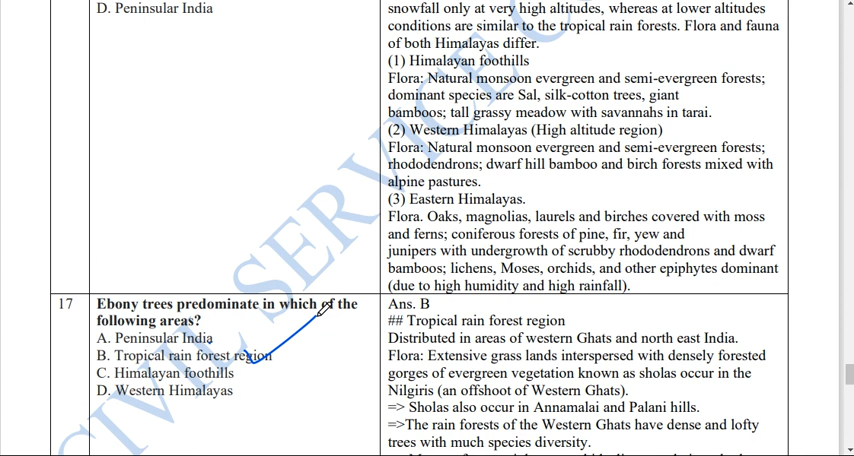 D. Peninsular India
snowfall only at very high altitudes, whereas at lower altitudes
conditions are similar to the tropical rain forests. Flora and fauna
of both Himalayas differ.
(1) Himalayan foothills
Flora: Natural monsoon evergreen and semi-evergreen forests;
dominant species are Sal, silk-cotton trees, giant
bamboos; tall grassy meadow with savannahs in tarai.
(2) Western Himalayas (High altitude region)
Flora: Natural monsoon evergreen and semi-evergreen forests;
rhododendrons; dwarf hill bamboo and birch forests mixed with
alpine pastures.
(3) Eastern Himalayas.
Flora. Oaks, magnolias, laurels and birches covered with moss
and ferns; coniferous forests of pine, fir, yew and
junipers with undergrowth of scrubby rhododendrons and dwarf
bamboos; lichens, Moses, orchids, and other epiphytes dominant
(due to high humidity and high rainfall).
17
Ebony trees predominate in which of the
following areas?
A. Peninsular India
B. Tropical rain forest region
C. Himalayan foothills
D. Western Himalayas
Ans. B
## Tropical rain forest region
Distributed in areas of western Ghats and north east India.
Flora: Extensive grass lands interspersed with densely forested
gorges of evergreen vegetation known as sholas occur in the
Nilgiris (an offshoot of Western Ghats).
=> Sholas also occur in Annamalai and Palani hills.
=>The rain forests of the Western Ghats have dense and lofty
trees with much species diversity.
CIVIL SERVICE